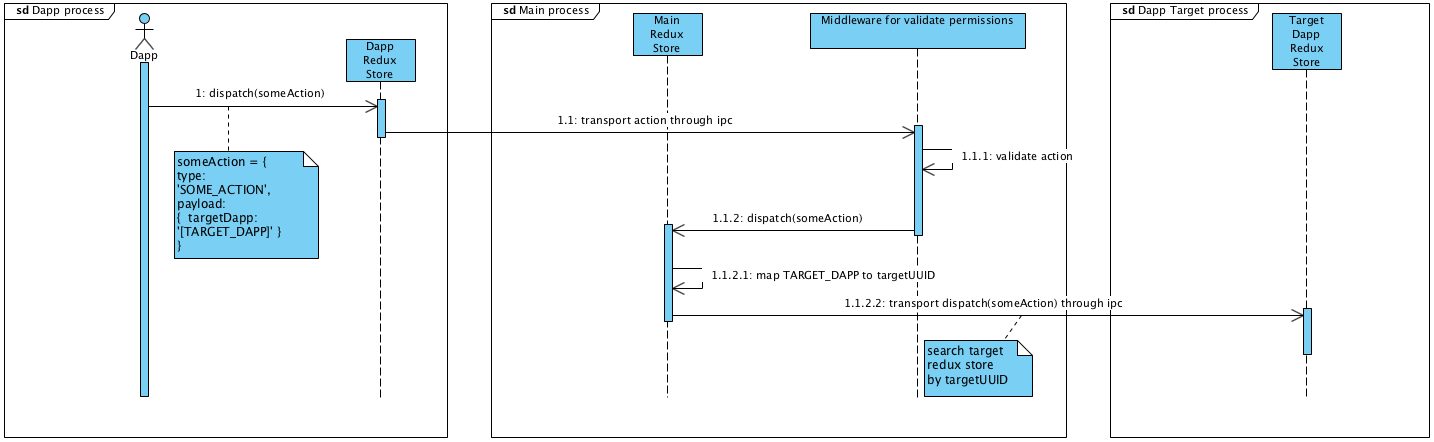 sd Dapp process
Dapp
Dapp
Redux
Store
1: dispatch(someAction)
someAction = {
type:
'SOME_ACTION',
payload:
{  targetDapp:
'[TARGET_DAPP]' }
}
sd Main process
Main
Redux
Store
Middleware for validate permissions
1.1: transport action through ipc
1.1.1: validate action
1.1.2: dispatch(someAction)
1.1.2.1: map TARGET_DAPP to targetUUID
1.1.2.2: transport dispatch(someAction) through ipc
search target
redux store
by targetUUID
sd Dapp Target process
Target
Dapp
Redux
Store